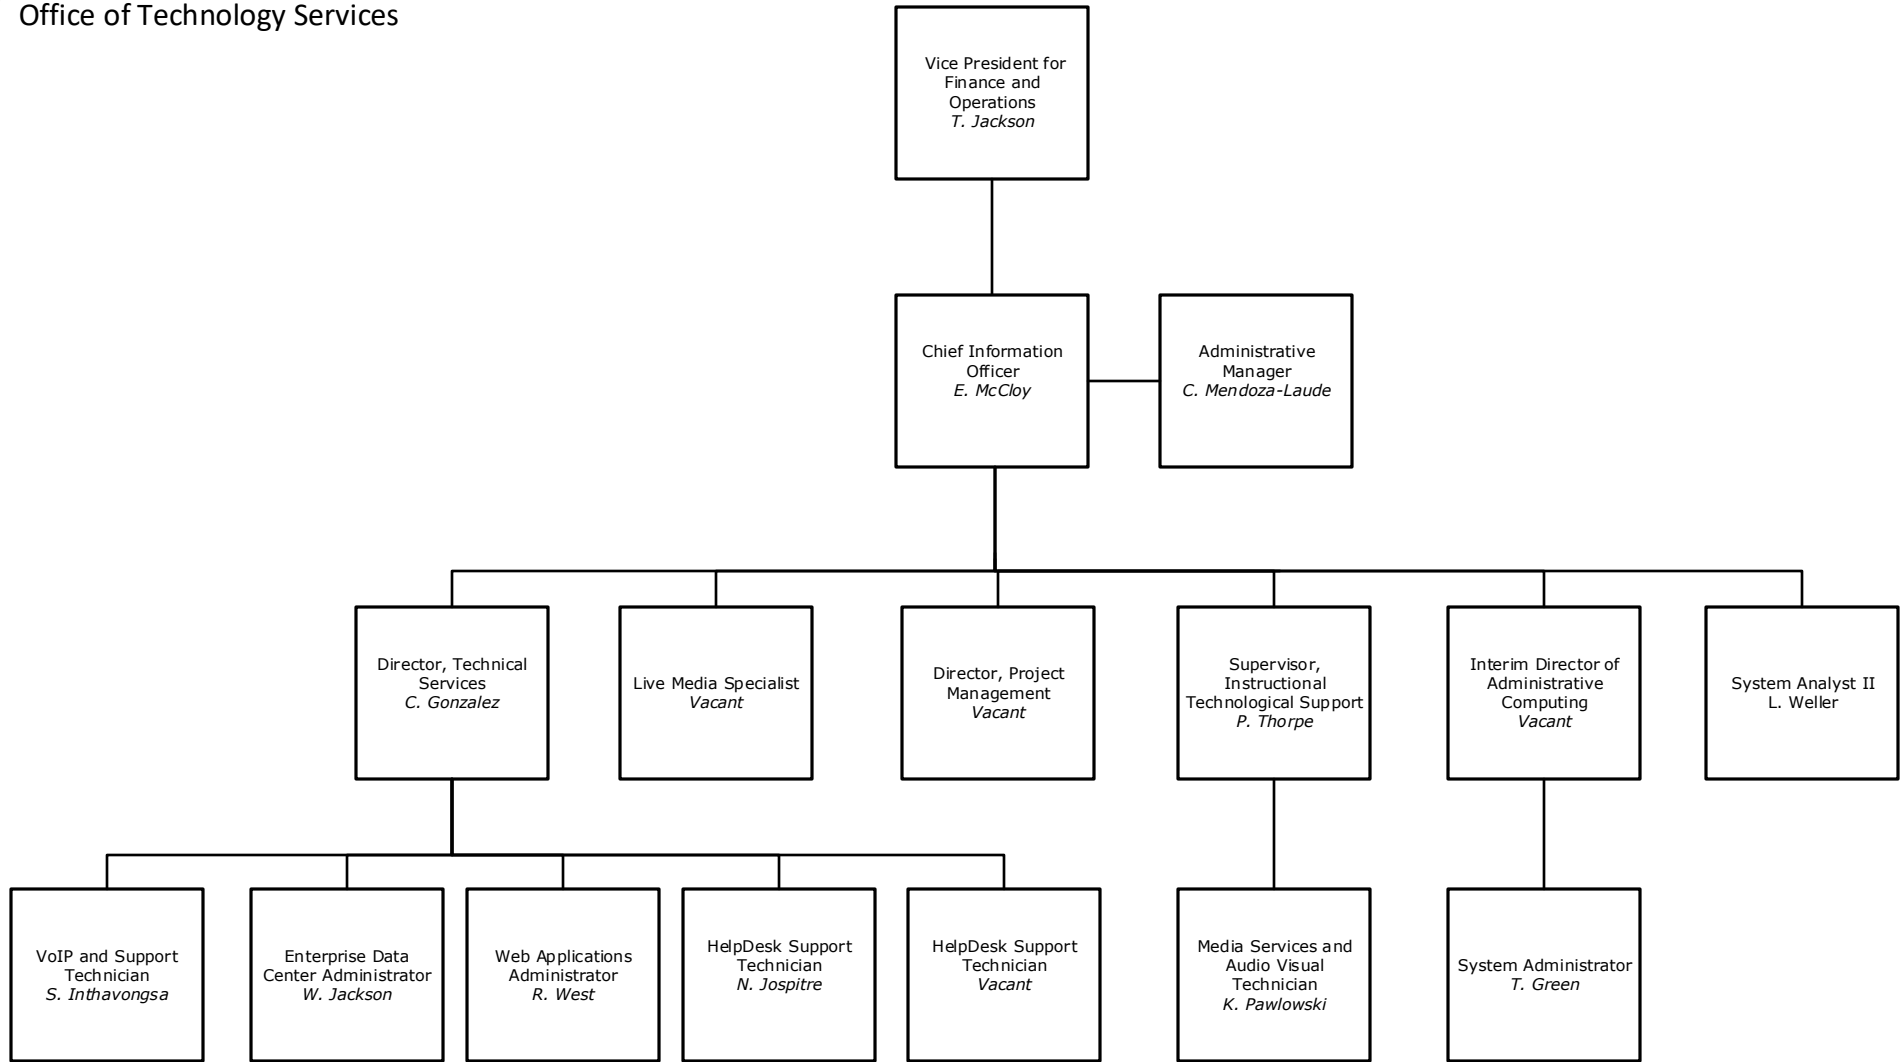 Office of Technology Services
Vice President for
Finance and
Operations
T. Jackson
Chief Information
Officer
E. McCloy
Administrative
Manager
C. Mendoza-Laude
Director, Technical
Services
C. Gonzalez
Live Media Specialist
Vacant
Director, Project
Management
Vacant
Supervisor,
Instructional
Technological Support
P. Thorpe
Interim Director of
Administrative
Computing
Vacant
System Analyst II
L. Weller
VoIP and Support
Technician
S. Inthavongsa
Enterprise Data
Center Administrator
W. Jackson
Web Applications
Administrator
R. West
HelpDesk Support
Technician
N. Jospitre
HelpDesk Support
Technician
Vacant
Media Services and
Audio Visual
Technician
K. Pawlowski
System Administrator
T. Green